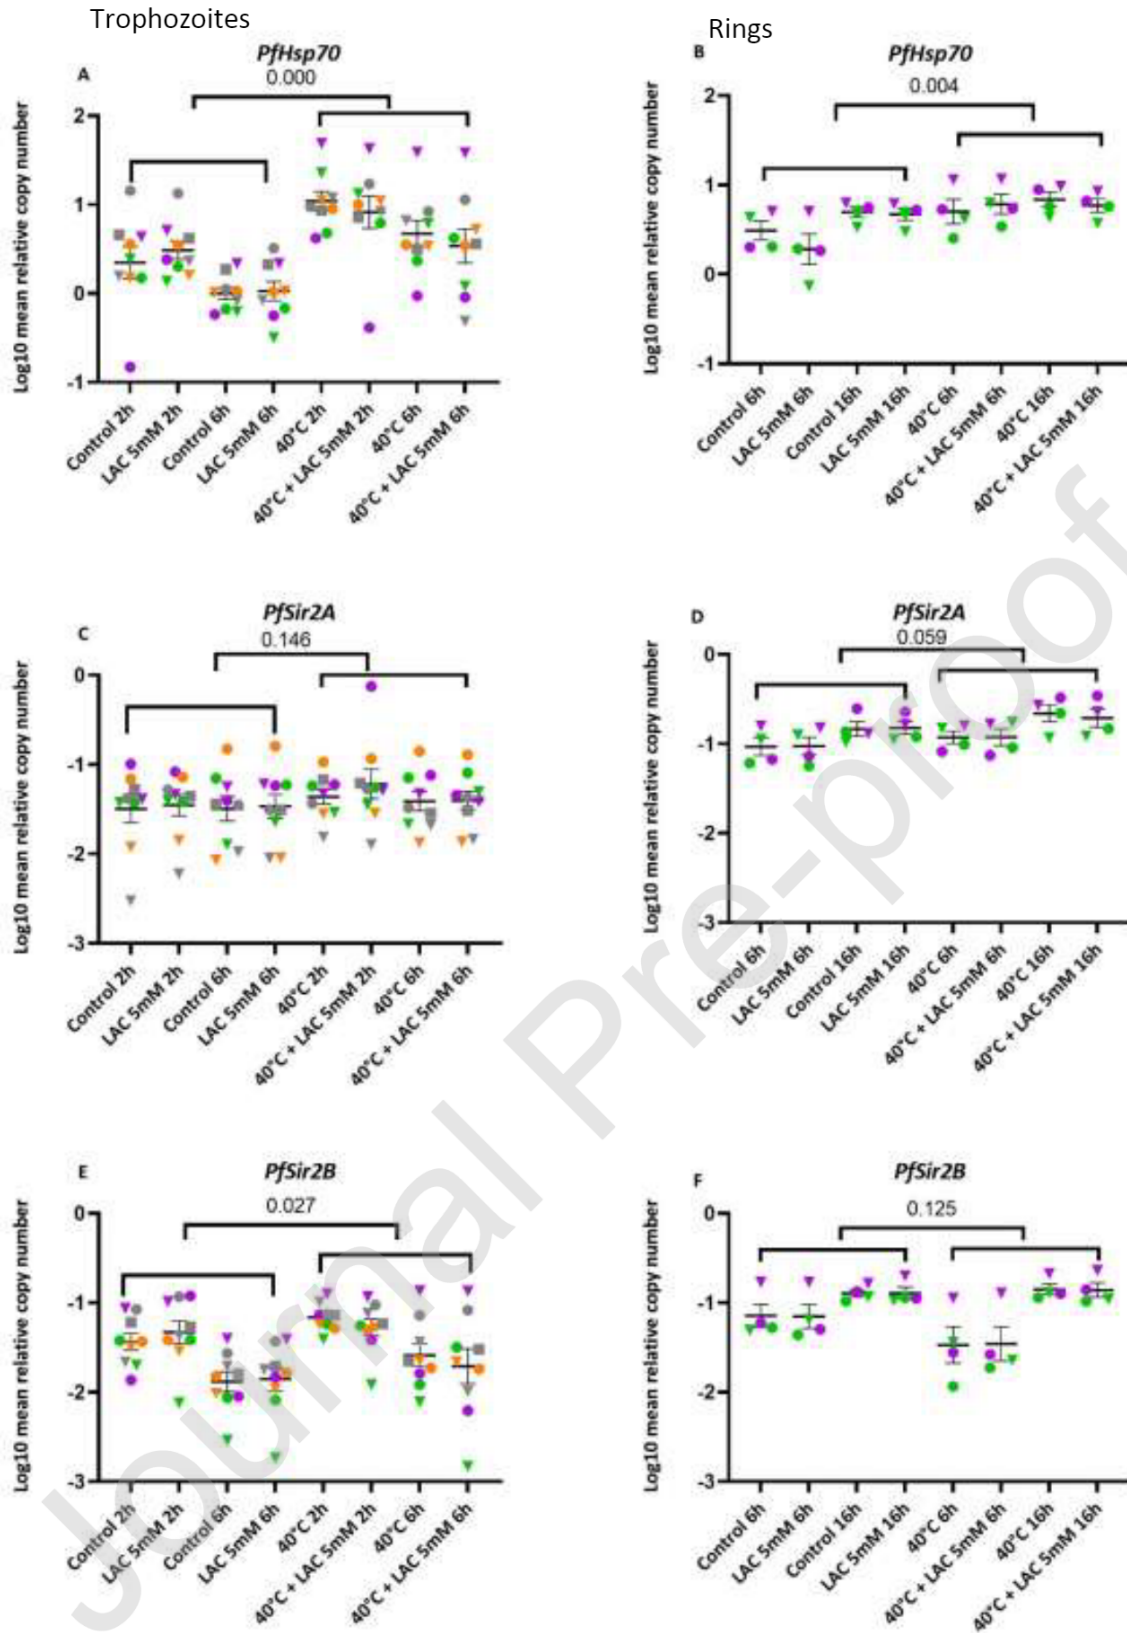 Trophozoites
Rings
A
PfHsp70
0.000
Log10 mean relative copy number
2
1
0
-1
Control 2h
LAC 5mM 2h
Control 6h
LAC 5mM 6h
40°C 2h
40°C + LAC 5mM 2h
40°C 6h
40°C + LAC 5mM 6h
B
PfHsp70
0.004
Log10 mean relative copy number
2
1
0
-1
Control 6h
LAC 5mM 6h
Control 16h
LAC 5mM 16h
40°C 6h
40°C + LAC 5mM 6h
40°C 16h
40°C + LAC 5mM 16h
C
PfSir2A
0.146
Log10 mean relative copy number
0
-1
-2
-3
Control 2h
LAC 5mM 2h
Control 6h
LAC 5mM 6h
40°C 2h
40°C + LAC 5mM 2h
40°C 6h
40°C + LAC 5mM 6h
D
PfSir2A
0.059
Log10 mean relative copy number
0
-1
-2
-3
Control 6h
LAC 5mM 6h
Control 16h
LAC 5mM 16h
40°C 6h
40°C + LAC 5mM 6h
40°C 16h
40°C + LAC 5mM 16h
E
PfSir2B
0.027
Log10 mean relative copy number
0
-1
-2
-3
Control 2h
LAC 5mM 2h
Control 6h
LAC 5mM 6h
40°C 2h
40°C + LAC 5mM 2h
40°C 6h
40°C + LAC 5mM 6h
F
PfSir2B
0.125
Log10 mean relative copy number
0
-1
-2
-3
Control 6h
LAC 5mM 6h
Control 16h
LAC 5mM 16h
40°C 6h
40°C + LAC 5mM 6h
40°C 16h
40°C + LAC 5mM 16h
Journal Pre-proof